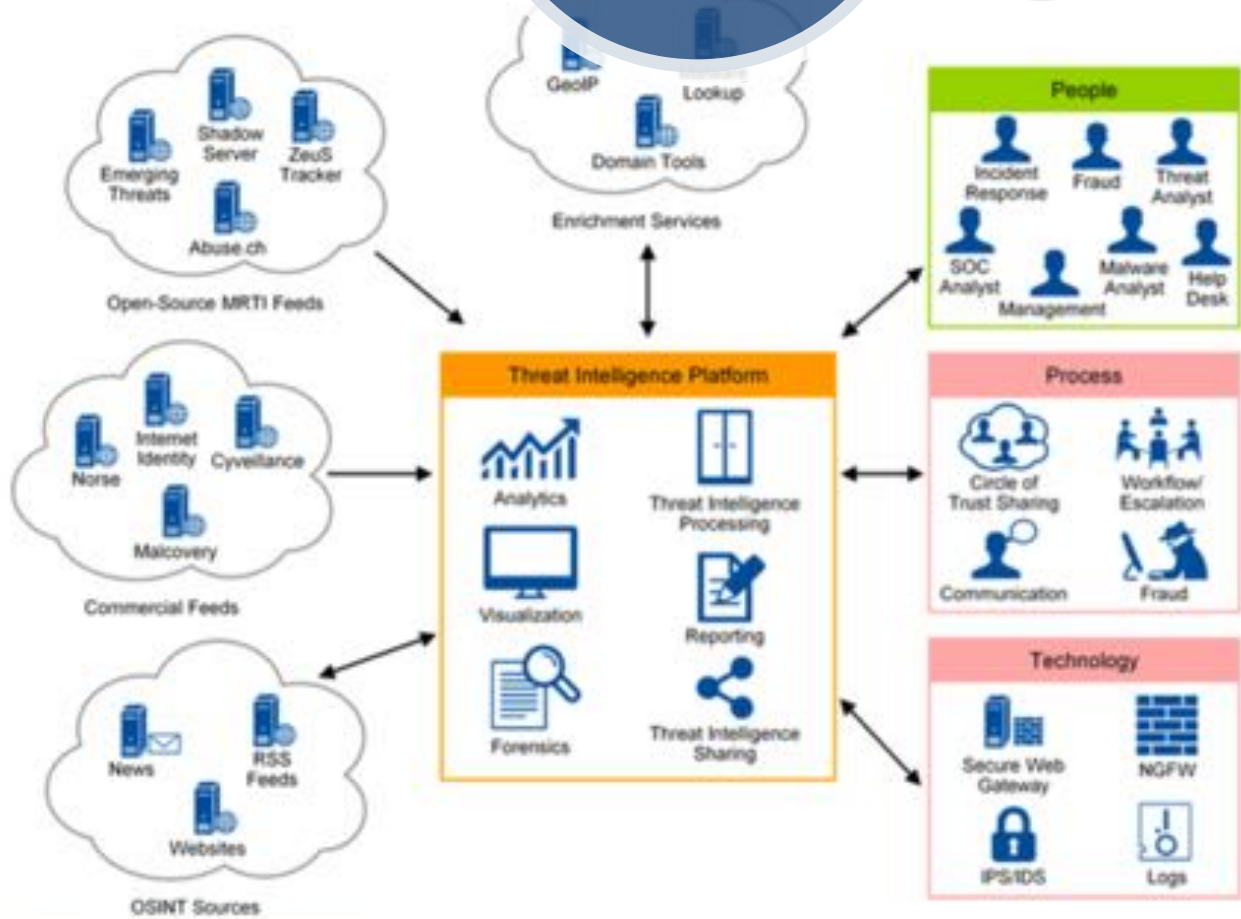 GeoIP
Lookup
Domain Tools
Enrichment Services
Shadow
Server
ZeuS
Tracker
Emerging
Threats
Abuse.ch
Open-Source MRTI Feeds
Norse
Internet
Identity
Cyveillance
Malcovery
Commercial Feeds
News
RSS
Feeds
Websites
OSINT Sources
Threat Intelligence Platform
Analytics
Threat Intelligence
Processing
Visualization
Reporting
Forensics
Threat Intelligence
Sharing
People
Incident
Response
Fraud
Threat
Analyst
SOC
Analyst
Management
Malware
Analyst
Help
Desk
Process
Circle of
Trust Sharing
Workflow/
Escalation
Communication
Fraud
Technology
Secure Web
Gateway
NGFW
IPS/IDS
Logs